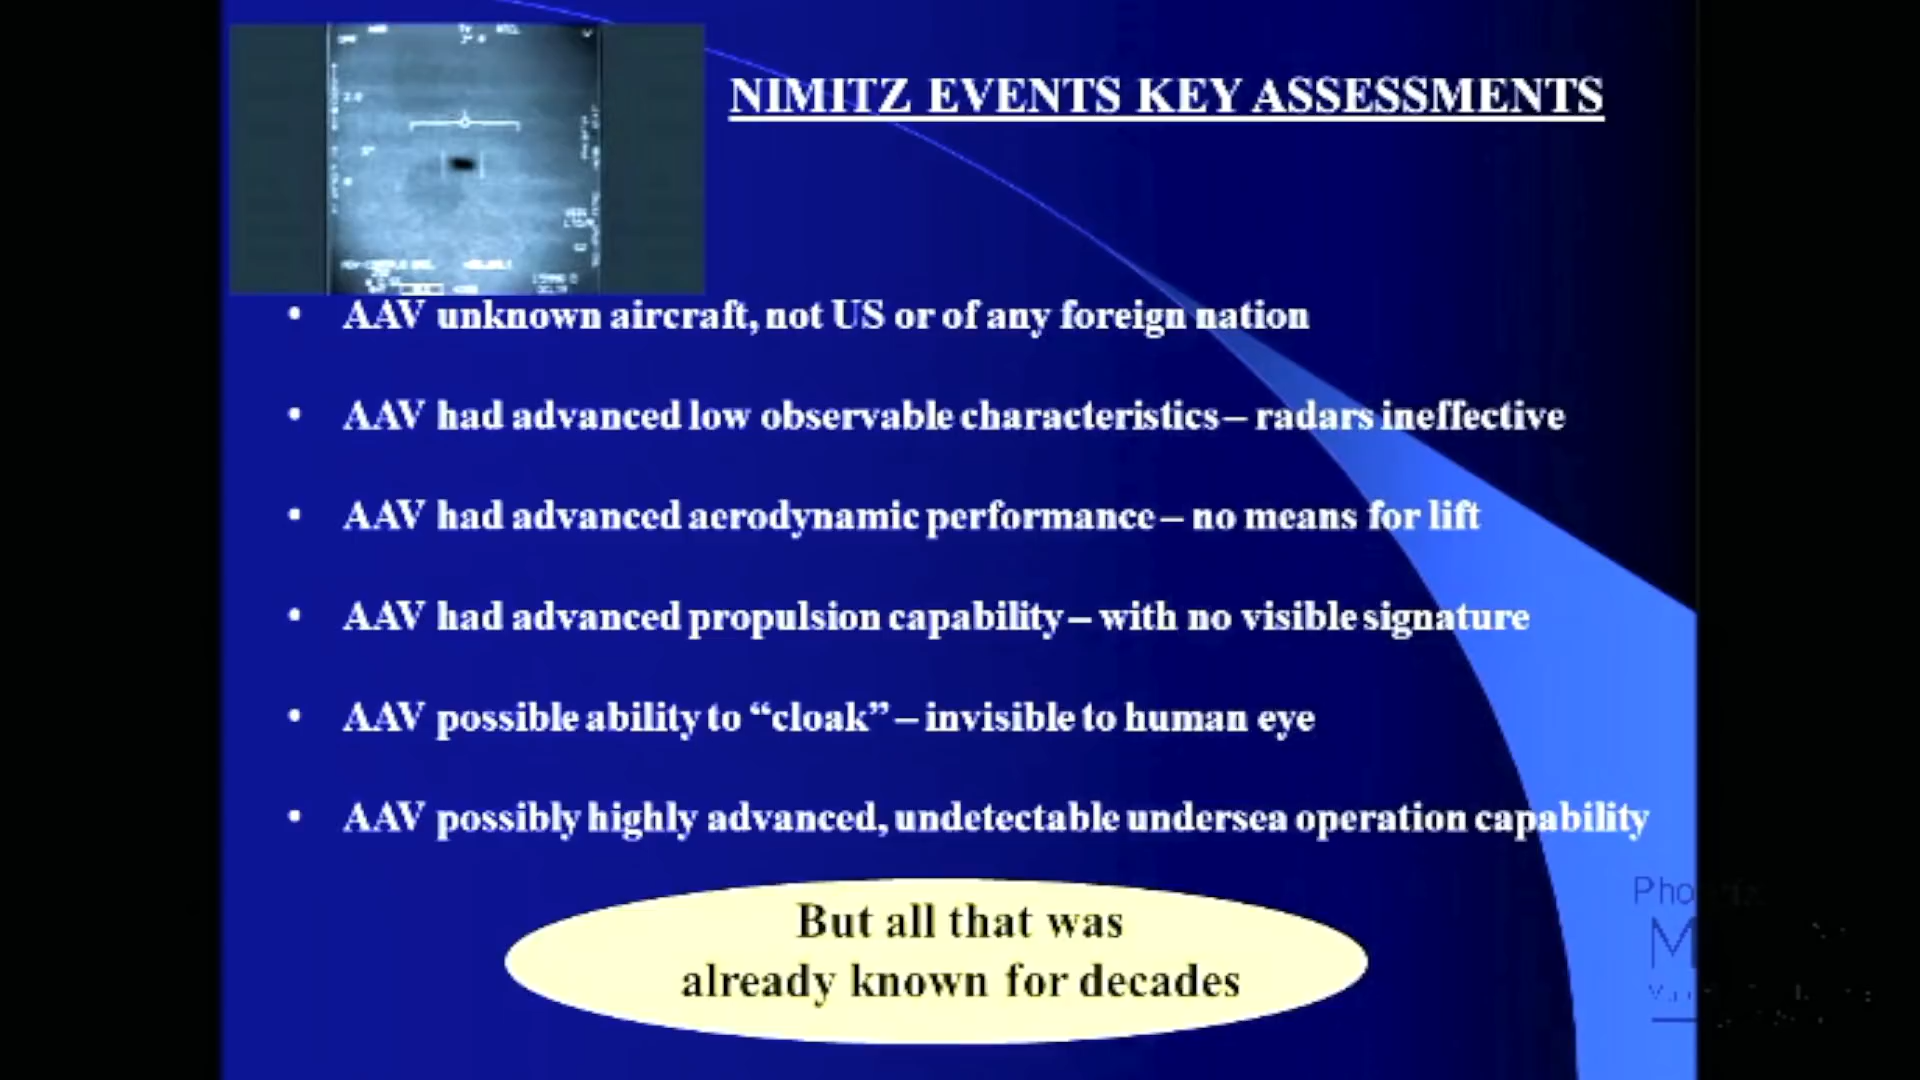 NIMITZ EVENTS KEY ASSESSMENTS
• AAV unknown aircraft, not US or of any foreign nation
• AAV had advanced low observable characteristics – radars ineffective
• AAV had advanced aerodynamic performance – no means for lift
• AAV had advanced propulsion capability – with no visible signature
• AAV possible ability to “cloak” – invisible to human eye
• AAV possibly highly advanced, undetectable undersea operation capability
But all that was
already known for decades